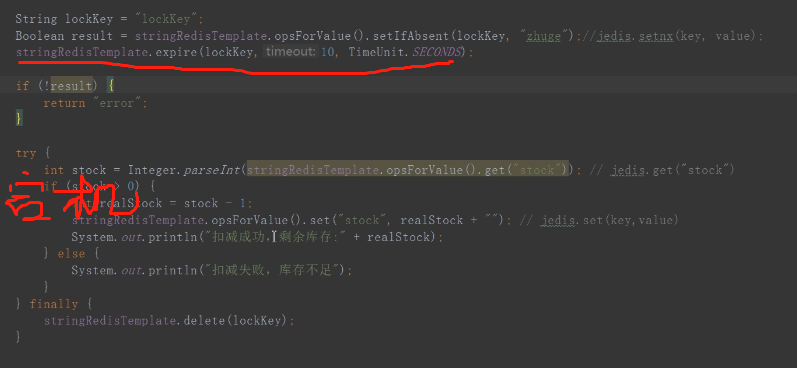 String lockKey = "lockKey";
Boolean result = stringRedisTemplate.opsForValue().setIfAbsent(lockKey, "zhuge");//jedis.setnx(key, value);
stringRedisTemplate.expire(lockKey, timeout: 10, TimeUnit.SECONDS);
if (!result) {
return "error";
}
try {
int stock = Integer.parseInt(stringRedisTemplate.opsForValue().get("stock")); // jedis.get("stock")
if (stock > 0) {
宕机
realStock = stock - 1;
stringRedisTemplate.opsForValue().set("stock", realStock + ""); // jedis.set(key,value)
System.out.println("扣减成功,剩余库存:" + realStock);
} else {
System.out.println("扣减失败，库存不足");
}
} finally {
stringRedisTemplate.delete(lockKey);
}